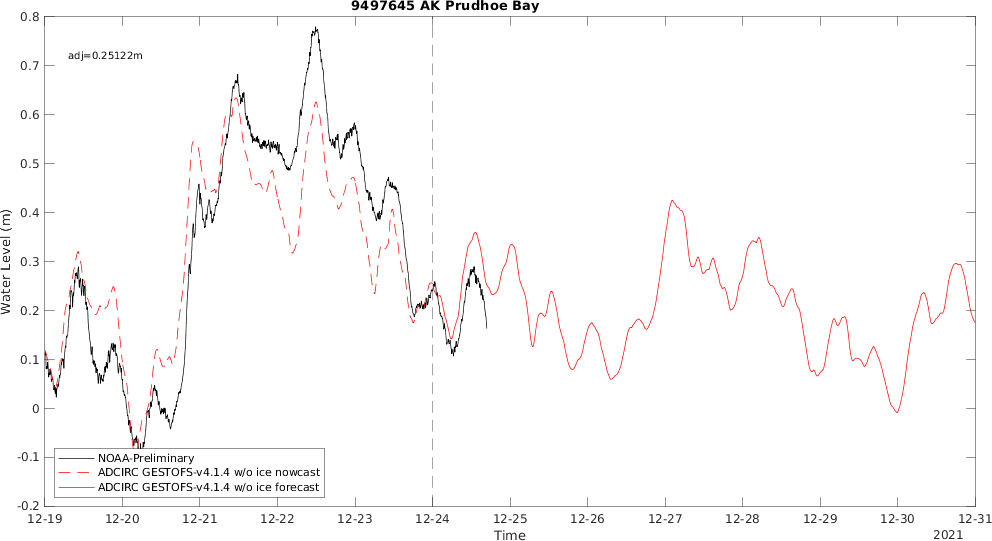 9497645 AK Prudhoe Bay
adj=0.25122m
Water Level (m)
0.8
0.7
0.6
0.5
0.4
0.3
0.2
0.1
0
-0.1
-0.2
NOAA-Preliminary
ADCIRC GESTOFS-v4.1.4 w/o ice nowcast
ADCIRC GESTOFS-v4.1.4 w/o ice forecast
12-19 12-20 12-21 12-22 12-23 12-24 12-25 12-26 12-27 12-28 12-29 12-30 12-31
Time
2021